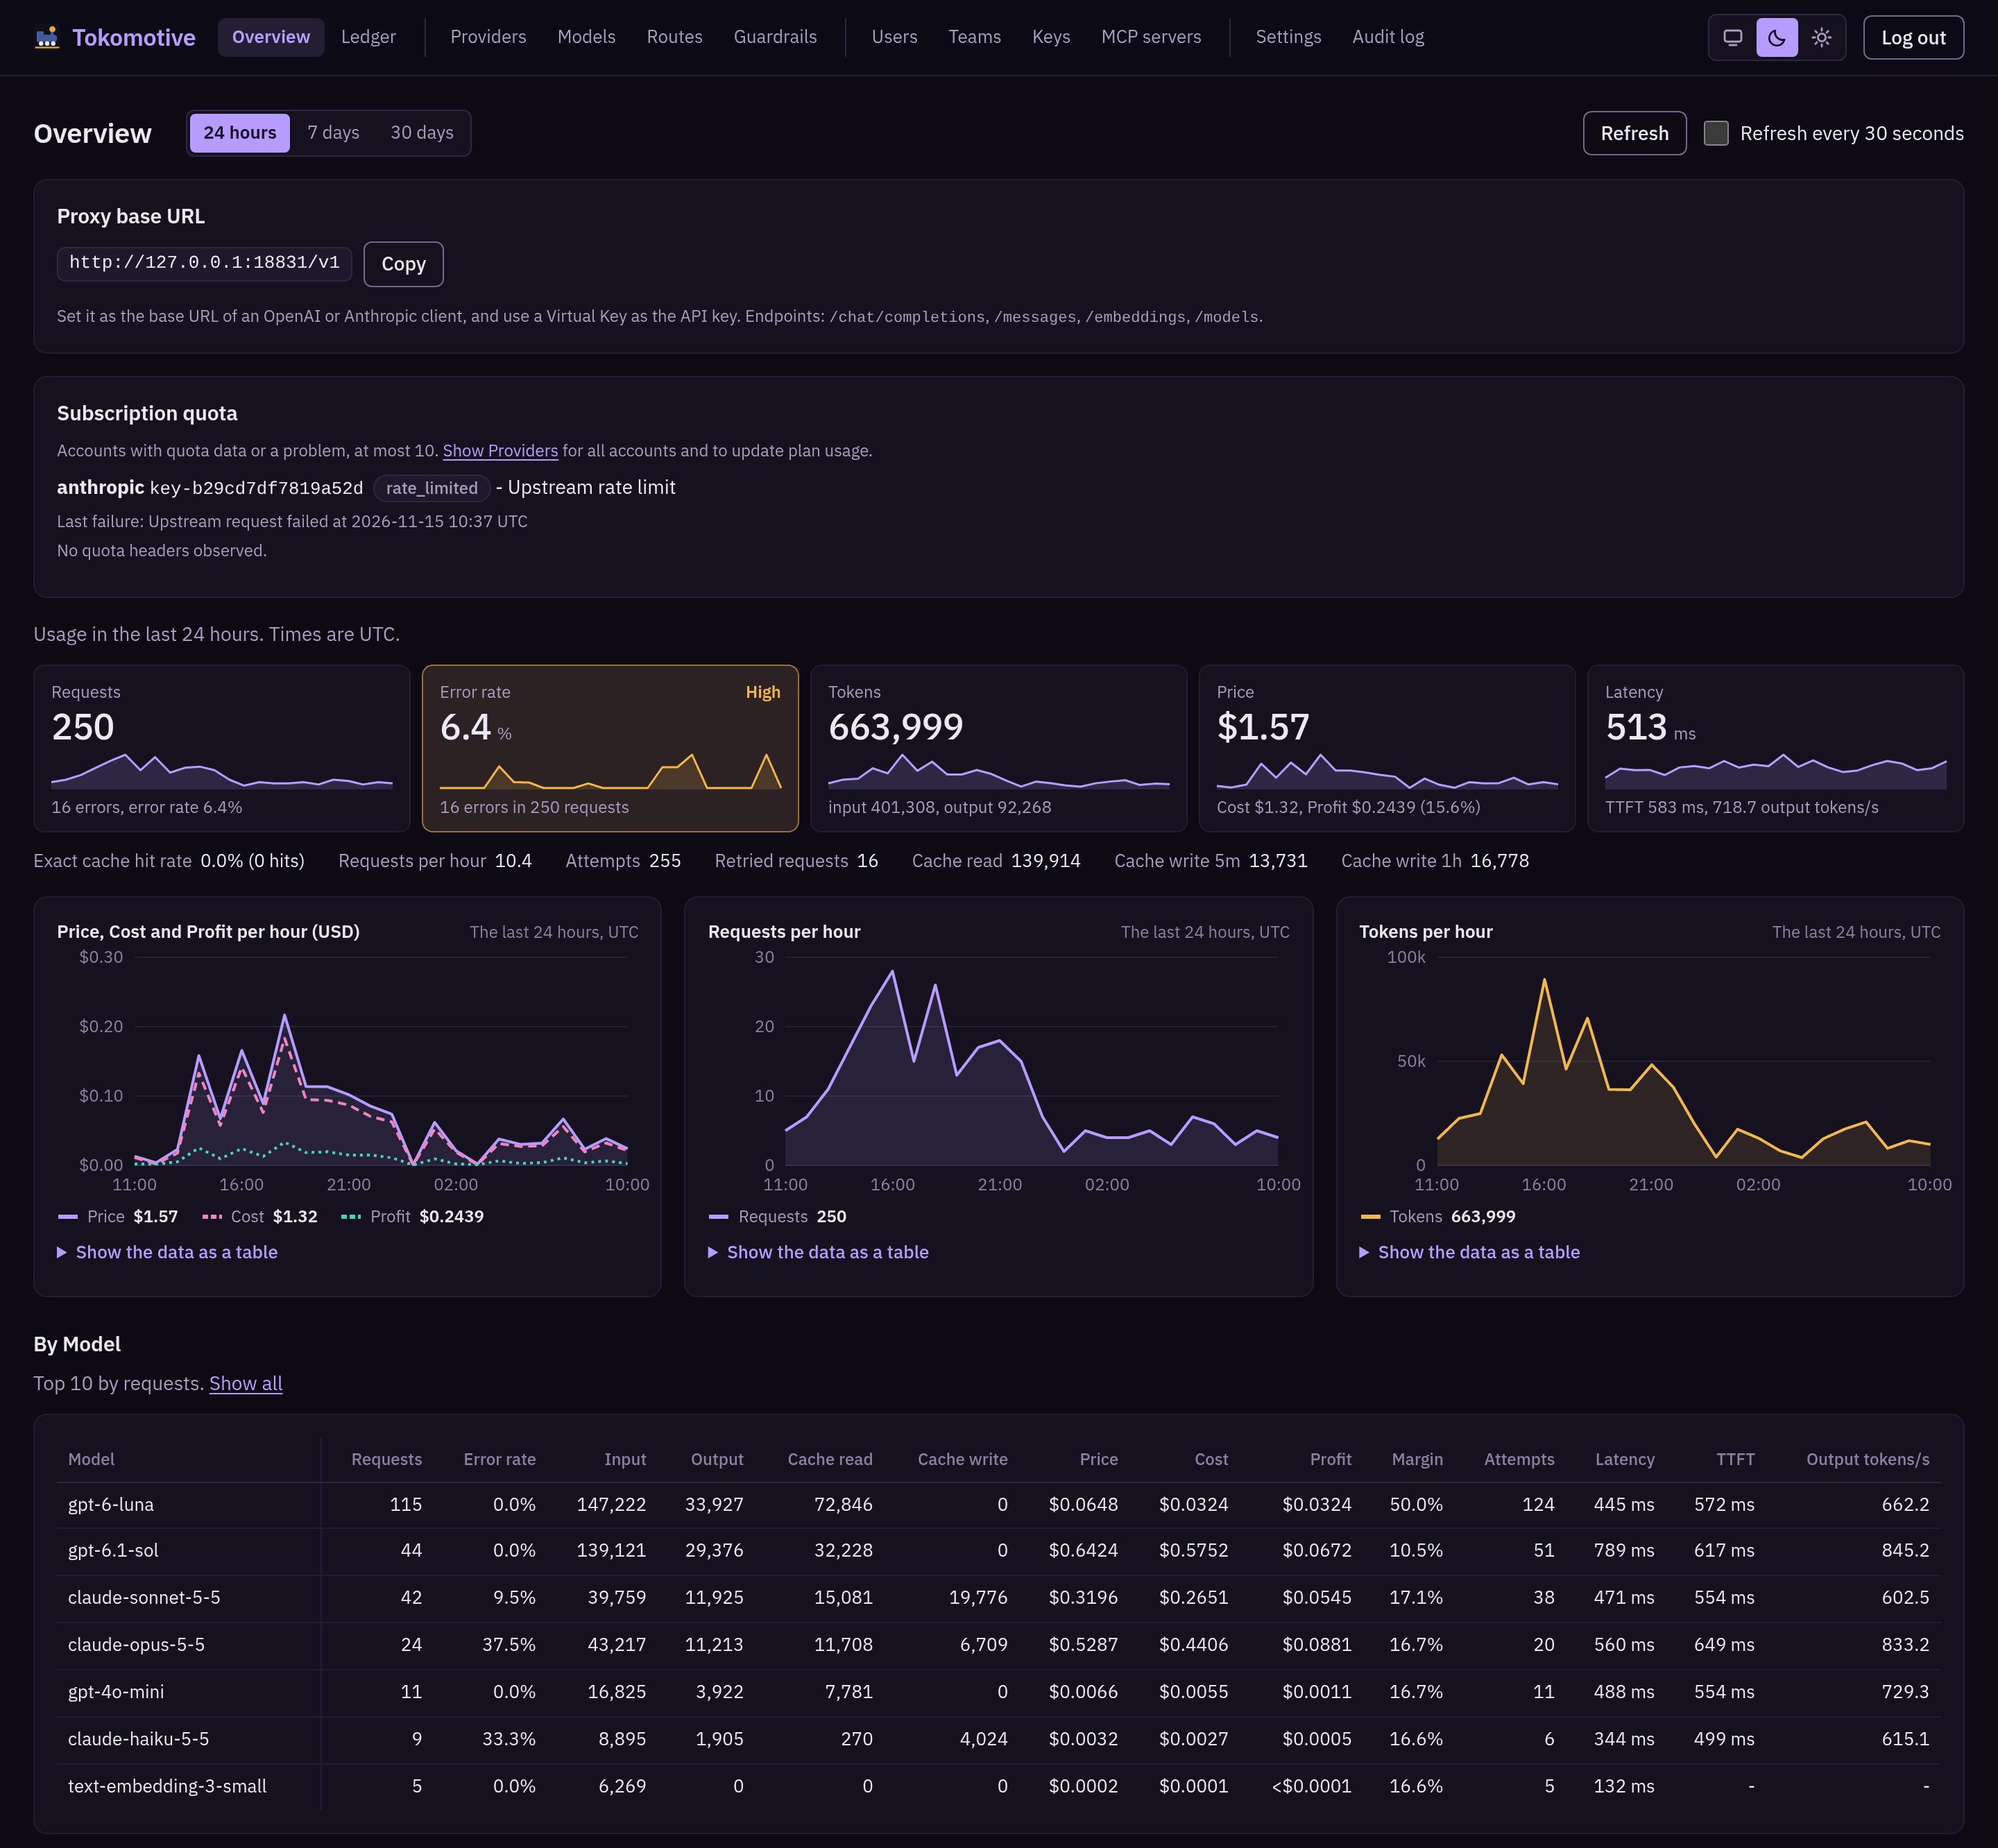 Tokomotive Overview Ledger Providers Models Routes Guardrails Users Teams Keys MCP servers Settings Audit log Log out
Overview 24 hours 7 days 30 days Refresh Refresh every 30 seconds
Proxy base URL
http://127.0.0.1:18831/v1 Copy
Set it as the base URL of an OpenAI or Anthropic client, and use a Virtual Key as the API key. Endpoints: /chat/completions, /messages, /embeddings, /models.
Subscription quota
Accounts with quota data or a problem, at most 10. Show Providers for all accounts and to update plan usage.
anthropic key-b29cd7df7819a52d rate_limited - Upstream rate limit
Last failure: Upstream request failed at 2026-11-15 10:37 UTC
No quota headers observed.
Usage in the last 24 hours. Times are UTC.
Requests
250
16 errors, error rate 6.4%
Error rate High
6.4 %
16 errors in 250 requests
Tokens
663,999
input 401,308, output 92,268
Price
$1.57
Cost $1.32, Profit $0.2439 (15.6%)
Latency
513 ms
TTFT 583 ms, 718.7 output tokens/s
Exact cache hit rate 0.0% (0 hits) Requests per hour 10.4 Attempts 255 Retried requests 16 Cache read 139,914 Cache write 5m 13,731 Cache write 1h 16,778
Price, Cost and Profit per hour (USD) The last 24 hours, UTC
$0.30
$0.20
$0.10
$0.00
11:00 16:00 21:00 02:00 10:00
Price $1.57 Cost $1.32 Profit $0.2439
Show the data as a table
Requests per hour The last 24 hours, UTC
30
20
10
0
11:00 16:00 21:00 02:00 10:00
Requests 250
Show the data as a table
Tokens per hour The last 24 hours, UTC
100k
50k
0
11:00 16:00 21:00 02:00 10:00
Tokens 663,999
Show the data as a table
By Model
Top 10 by requests. Show all
Model Requests Error rate Input Output Cache read Cache write Price Cost Profit Margin Attempts Latency TTFT Output tokens/s
gpt-6-luna 115 0.0% 147,222 33,927 72,846 0 $0.0648 $0.0324 $0.0324 50.0% 124 445 ms 572 ms 662.2
gpt-6.1-sol 44 0.0% 139,121 29,376 32,228 0 $0.6424 $0.5752 $0.0672 10.5% 51 789 ms 617 ms 845.2
claude-sonnet-5-5 42 9.5% 39,759 11,925 15,081 19,776 $0.3196 $0.2651 $0.0545 17.1% 38 471 ms 554 ms 602.5
claude-opus-5-5 24 37.5% 43,217 11,213 11,708 6,709 $0.5287 $0.4406 $0.0881 16.7% 20 560 ms 649 ms 833.2
gpt-4o-mini 11 0.0% 16,825 3,922 7,781 0 $0.0066 $0.0055 $0.0011 16.7% 11 488 ms 554 ms 729.3
claude-haiku-5-5 9 33.3% 8,895 1,905 270 4,024 $0.0032 $0.0027 $0.0005 16.6% 6 344 ms 499 ms 615.1
text-embedding-3-small 5 0.0% 6,269 0 0 0 $0.0002 $0.0001 <$0.0001 16.6% 5 132 ms - -